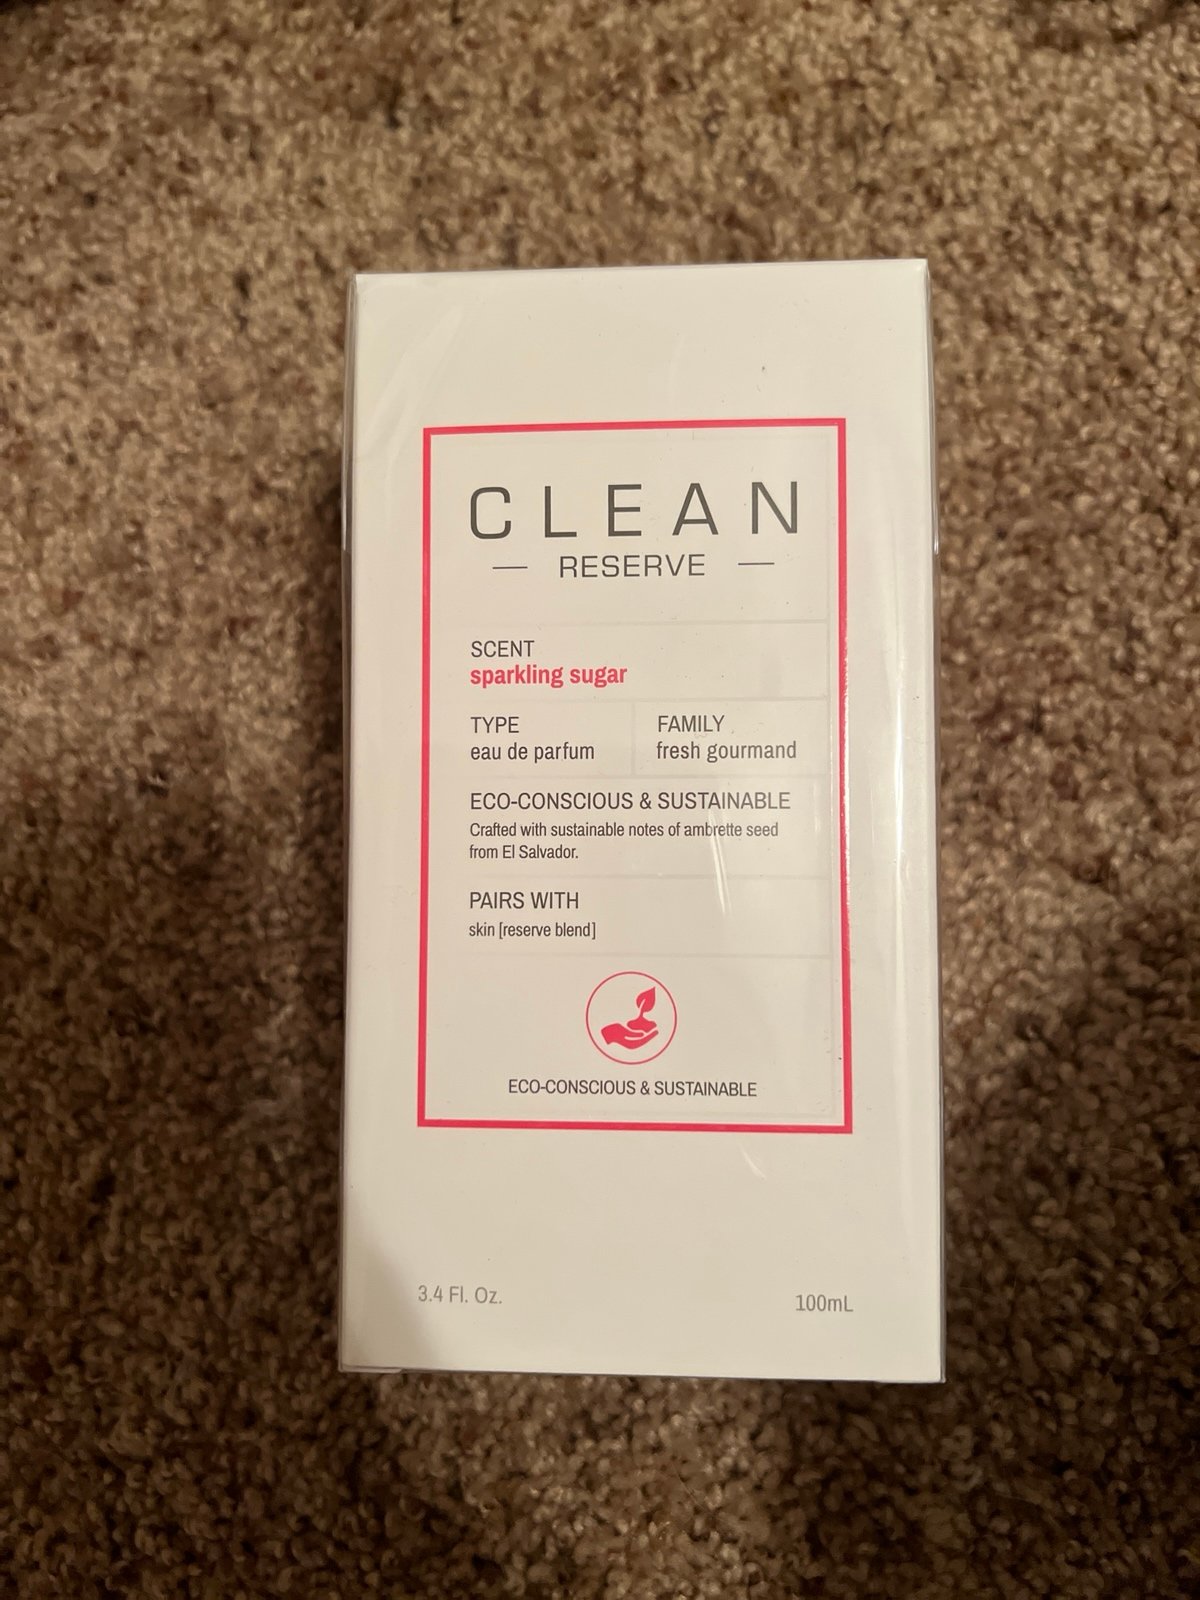 CLEAN
— RESERVE —
SCENT
sparkling sugar
TYPE
eau de parfum
FAMILY
fresh gourmand
ECO-CONSCIOUS & SUSTAINABLE
Crafted with sustainable notes of ambrette seed
from El Salvador.
PAIRS WITH
skin [reserve blend]
ECO-CONSCIOUS & SUSTAINABLE
3.4 Fl. Oz.
100mL